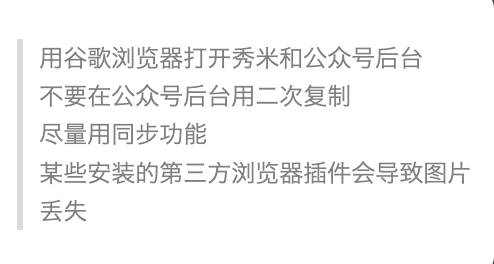 用谷歌浏览器打开秀米和公众号后台
不要在公众号后台用二次复制
尽量用同步功能
某些安装的第三方浏览器插件会导致图片
丢失